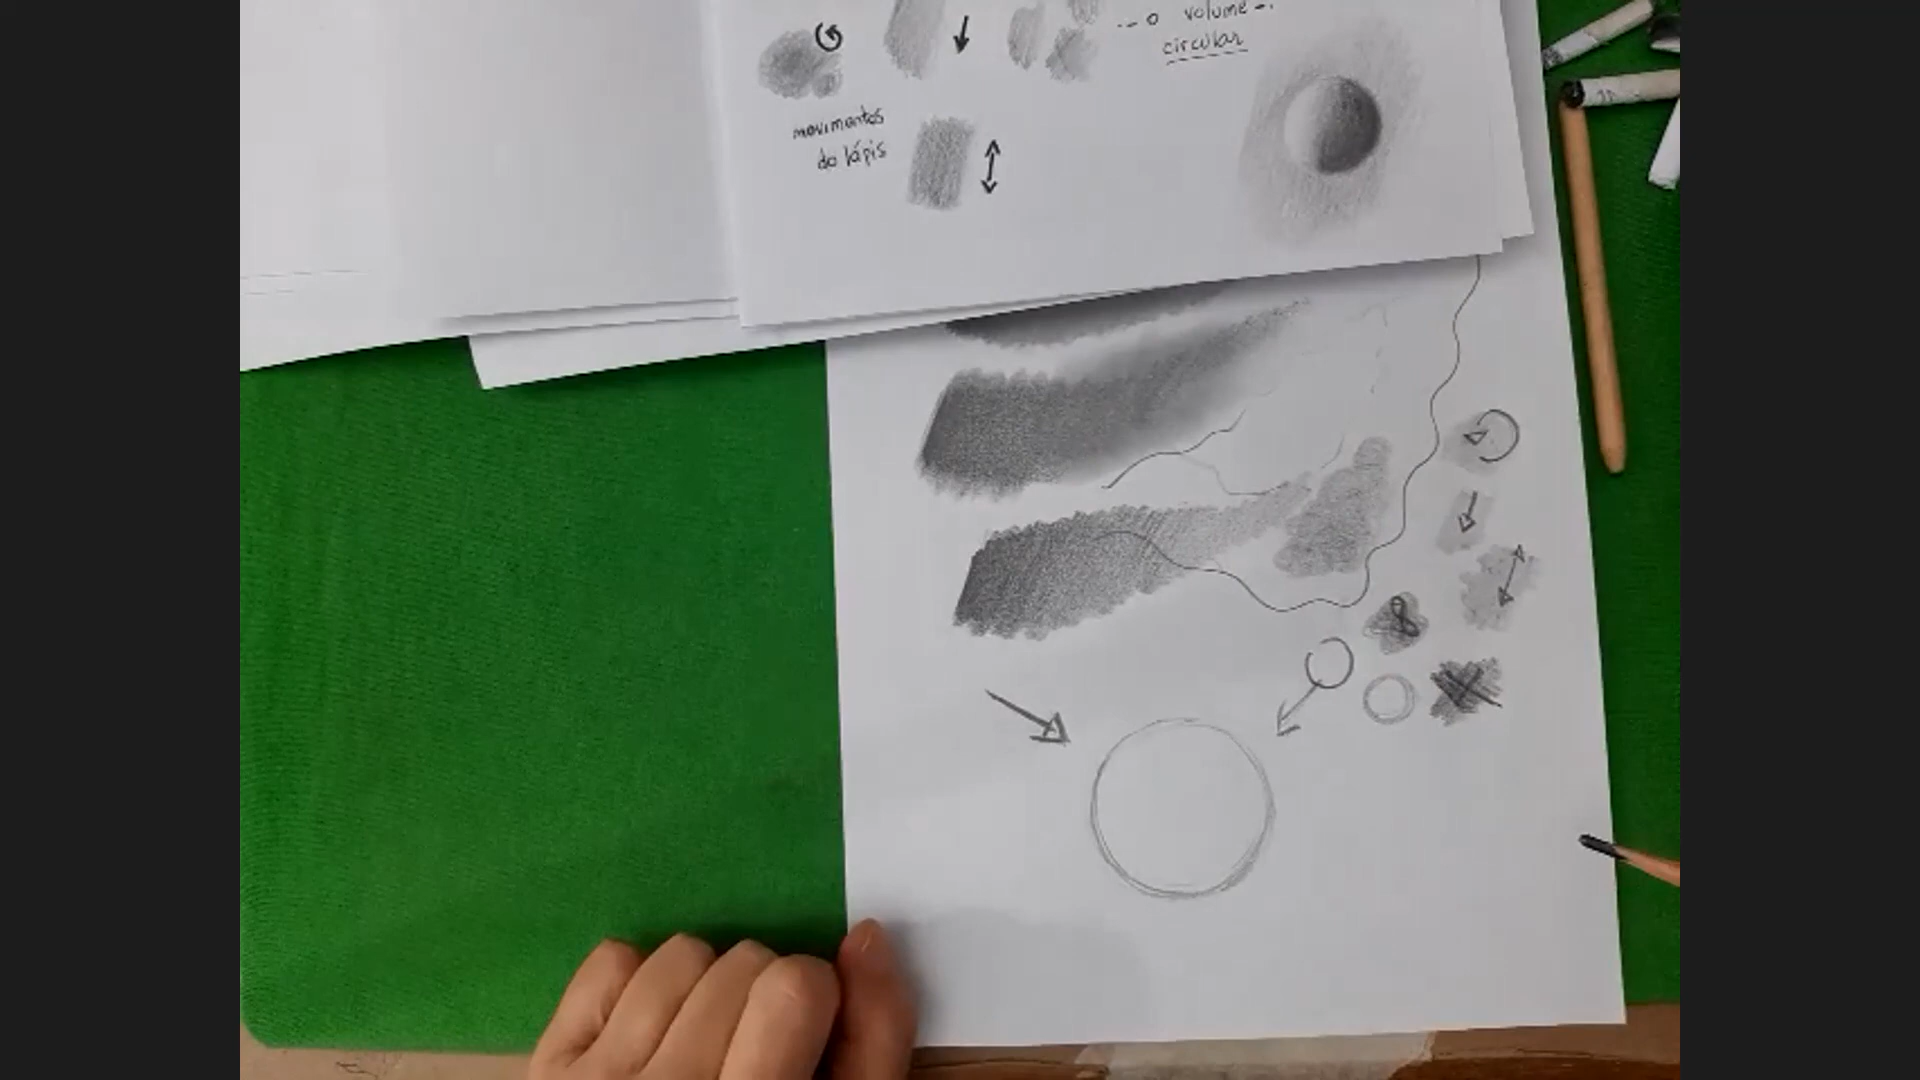 -- o volume -.
circular
movimentos
do lápis